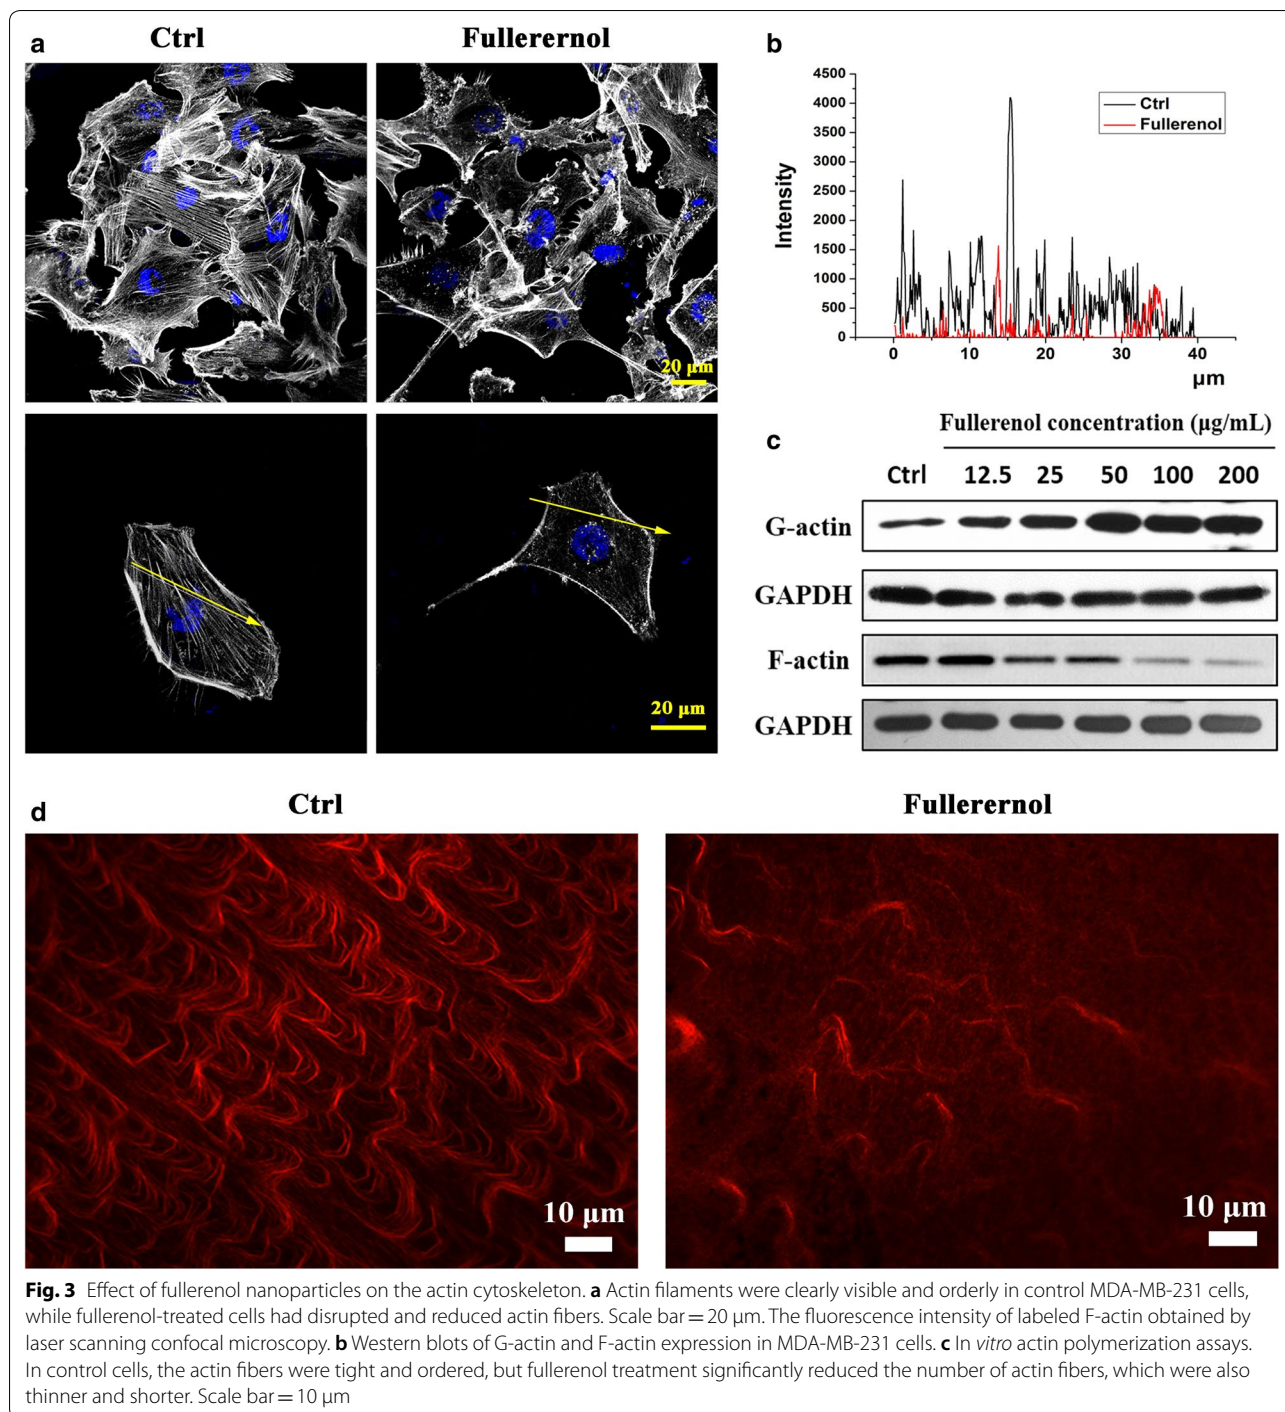 a
Ctrl
Fullerernol
20 μm
20 μm
b
4500
4000
3500
3000
2500
2000
1500
1000
500
0
Intensity
Ctrl
Fullerenol
0 10 20 30 40
μm
c
Fullerenol concentration (μg/mL)
Ctrl 12.5 25 50 100 200
G-actin
GAPDH
F-actin
GAPDH
d
Ctrl
Fullerernol
10 μm
10 μm
Fig. 3 Effect of fullerenol nanoparticles on the actin cytoskeleton. a Actin filaments were clearly visible and orderly in control MDA-MB-231 cells,
while fullerenol-treated cells had disrupted and reduced actin fibers. Scale bar = 20 μm. The fluorescence intensity of labeled F-actin obtained by
laser scanning confocal microscopy. b Western blots of G-actin and F-actin expression in MDA-MB-231 cells. c In vitro actin polymerization assays.
In control cells, the actin fibers were tight and ordered, but fullerenol treatment significantly reduced the number of actin fibers, which were also
thinner and shorter. Scale bar = 10 μm